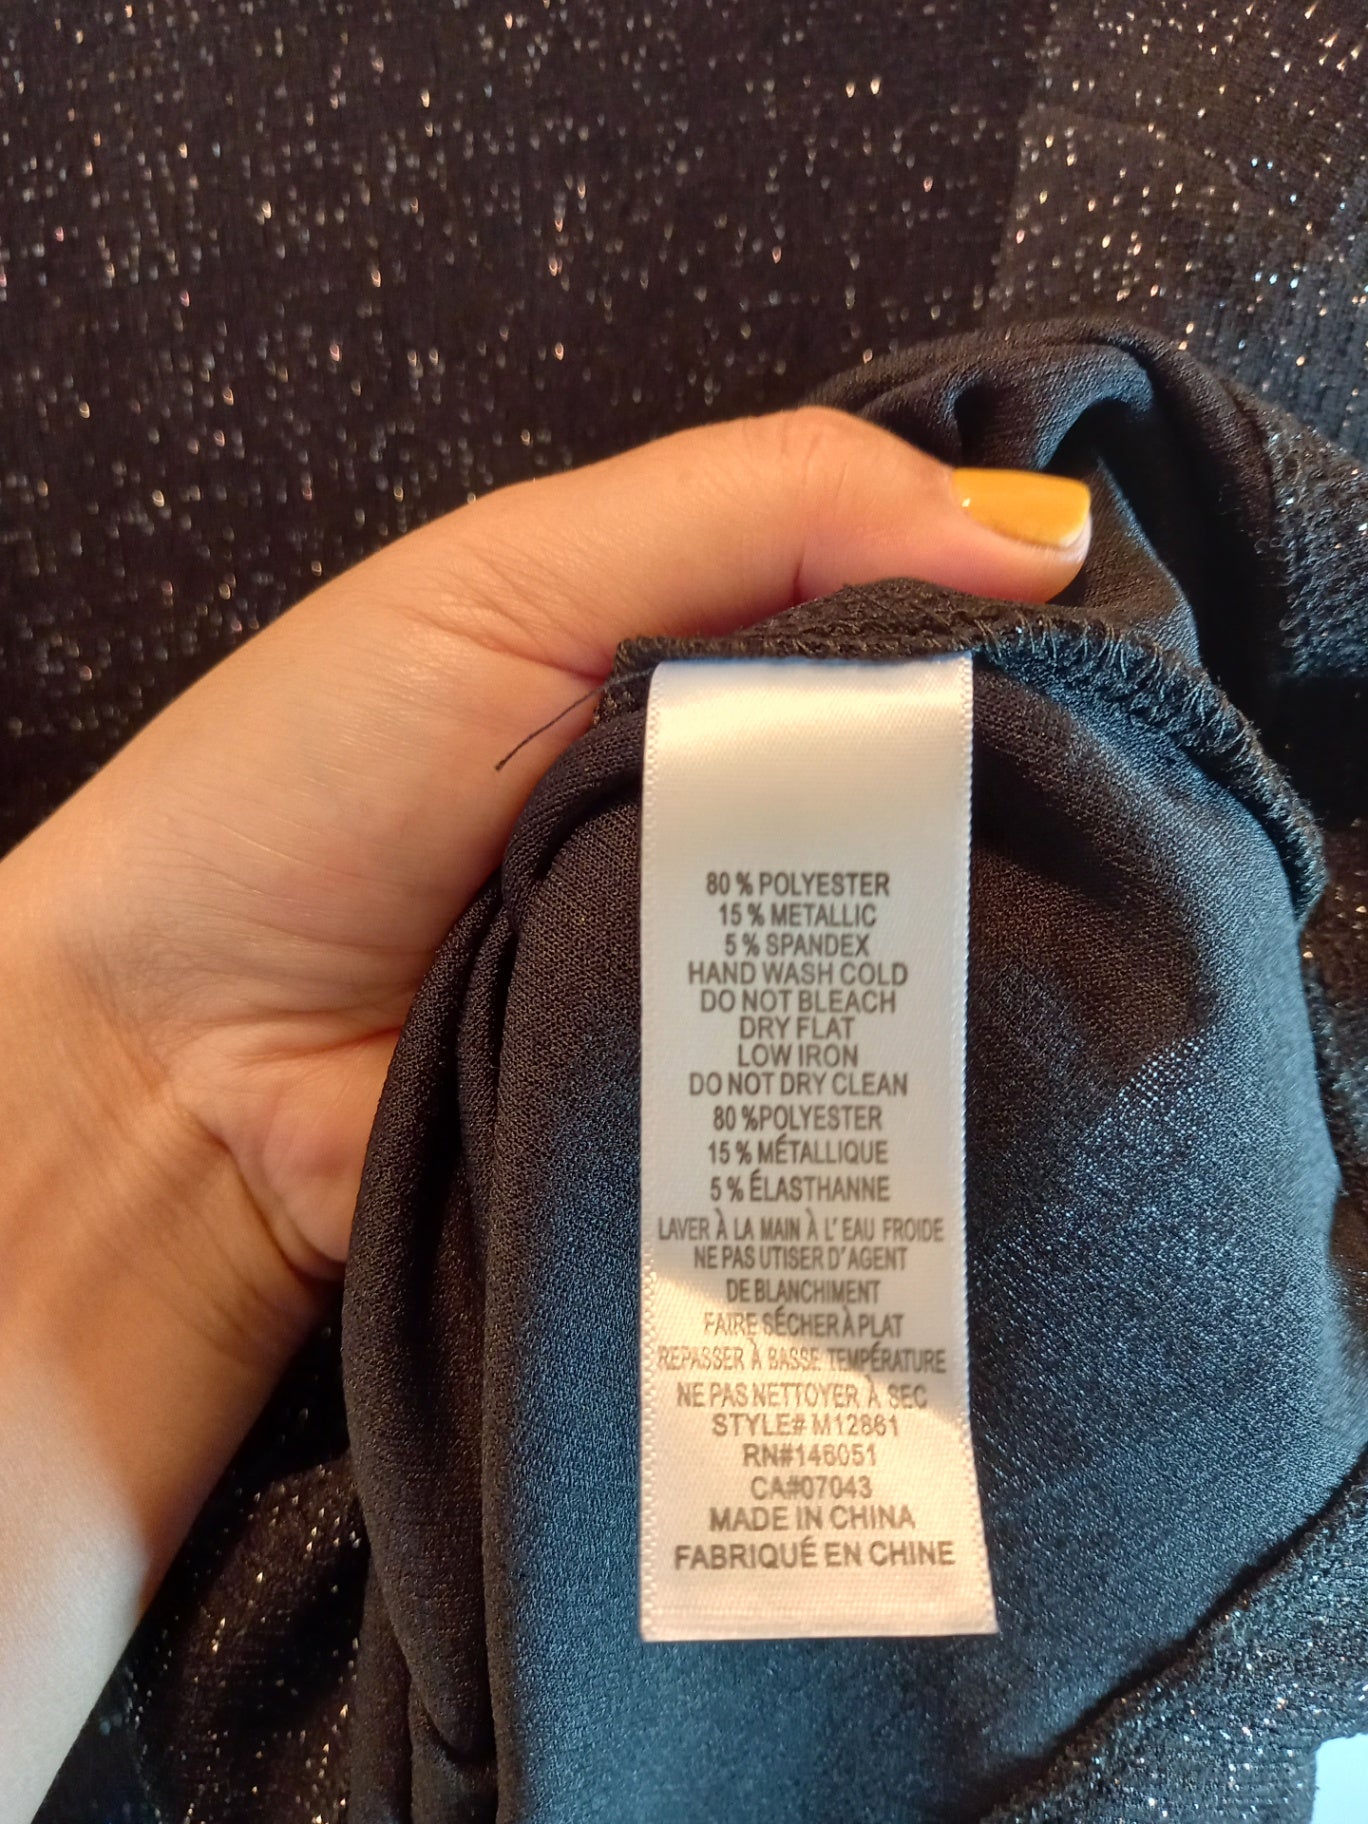 80 % POLYESTER
15 % METALLIC
5 % SPANDEX
HAND WASH COLD
DO NOT BLEACH
DRY FLAT
LOW IRON
DO NOT DRY CLEAN
80 %POLYESTER
15 % MÉTALLIQUE
5 % ÉLASTHANNE
LAVER À LA MAIN À L' EAU FROIDE
NE PAS UTISER D'AGENT
DE BLANCHIMENT
FAIRE SÉCHER À PLAT
REPASSER À BASSE TEMPÉRATURE
NE PAS NETTOYER À SEC
STYLE# M12861
RN#146051
CA#07043
MADE IN CHINA
FABRIQUÉ EN CHINE